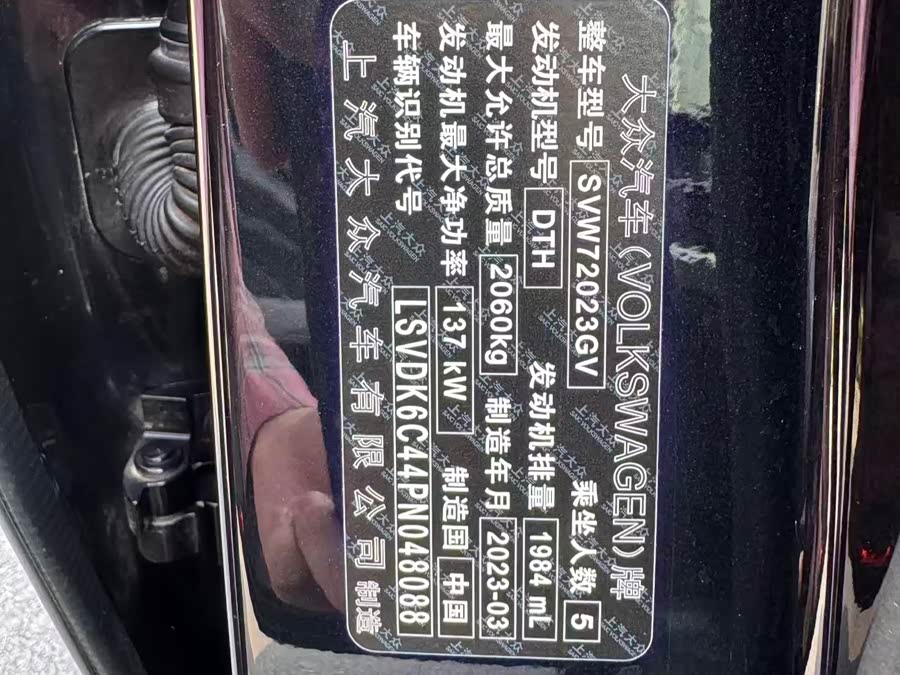 大众汽车(VOLKSWAGEN)牌
整车型号 SVW72023GV 乘坐人数 5
发动机型号 DTH 发动机排量 1984 mL
最大允许总质量 2060kg 制造年月 2023-03
发动机最大净功率 137 kW 制造国 中国
车辆识别代号 LSVDK6C44PN048088
上汽大众汽车有限公司 制造